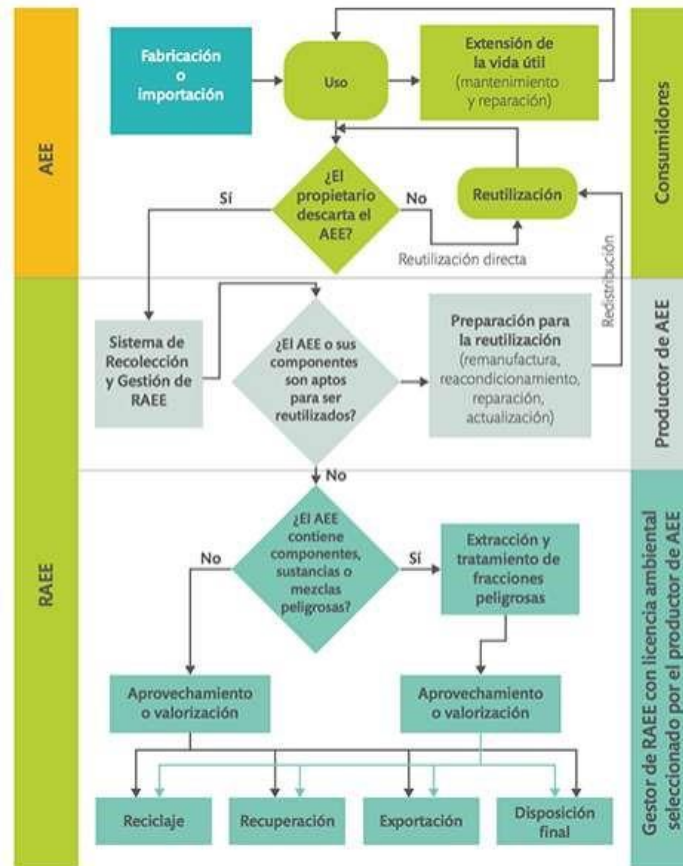 Fabricación
o
importación
Uso
Extensión de
la vida útil
(mantenimiento
y reparación)
AEE
Consumidores
¿El
propietario
descarta el
AEE?
Sí
No
Reutilización
Reutilización directa
Redistribución
Sistema de
Recolección
y Gestión de
RAEE
¿El AEE o sus
componentes
son aptos
para ser
reutilizados?
Preparación para
la reutilización
(remanufactura,
reacondicionamiento,
reparación,
actualización)
Productor de AEE
No
RAEE
¿El AEE
contiene
componentes,
sustancias o
mezclas
peligrosas?
No
Sí
Extracción y
tratamiento de
fracciones
peligrosas
Gestor de RAEE con licencia ambiental
seleccionado por el productor de AEE
Aprovechamiento
o valorización
Aprovechamiento
o valorización
Reciclaje
Recuperación
Exportación
Disposición
final